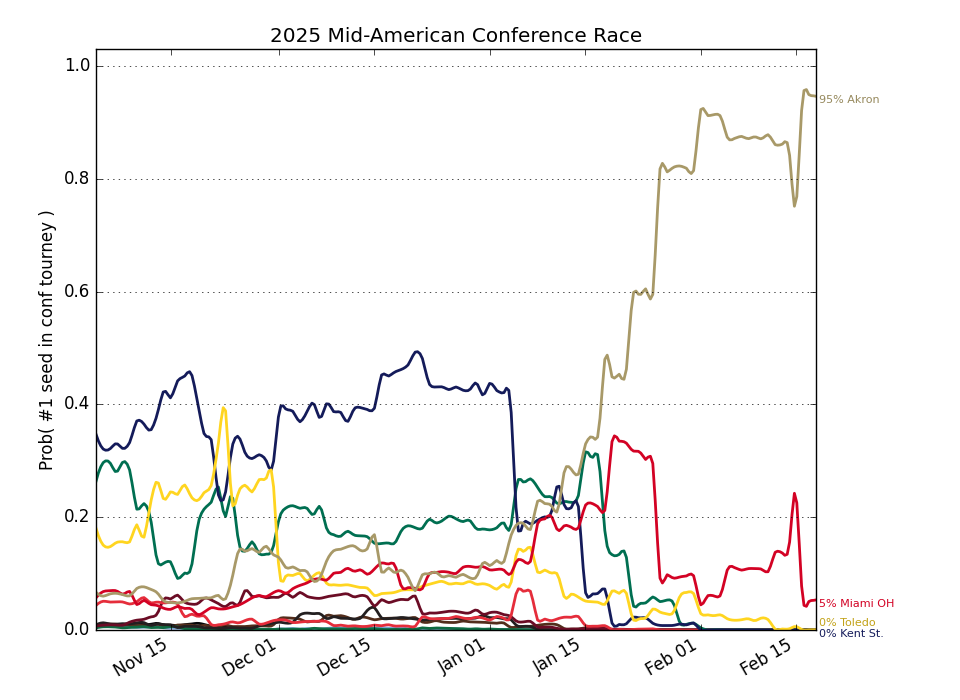 2025 Mid-American Conference Race
1.0
0.8
0.6
0.4
0.2
0.0
Prob( #1 seed in conf tourney )
95% Akron
5% Miami OH
0% Toledo
0% Kent St.
Nov 15
Dec 01
Dec 15
Jan 01
Jan 15
Feb 01
Feb 15